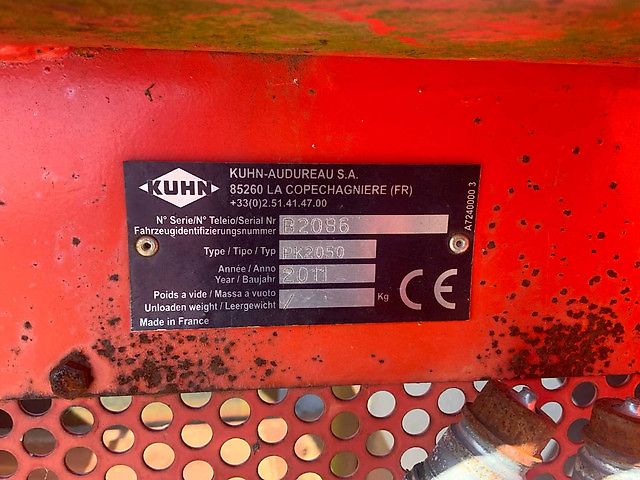 KUHN
KUHN-AUDUREAU S.A.
85260 LA COPECHAGNIERE (FR)
+33(0)2.51.41.47.00
N° Serie/N° Teleio/Serial Nr
Fahrzeugidentifizierungsnummer
B2086
Type / Tipo / Typ
PK2050
Année / Anno
Year / Baujahr
2011
Poids a vide / Massa a vuoto
Unloaden weight / Leergewicht
/
Kg
CE
Made in France
A7240000 3